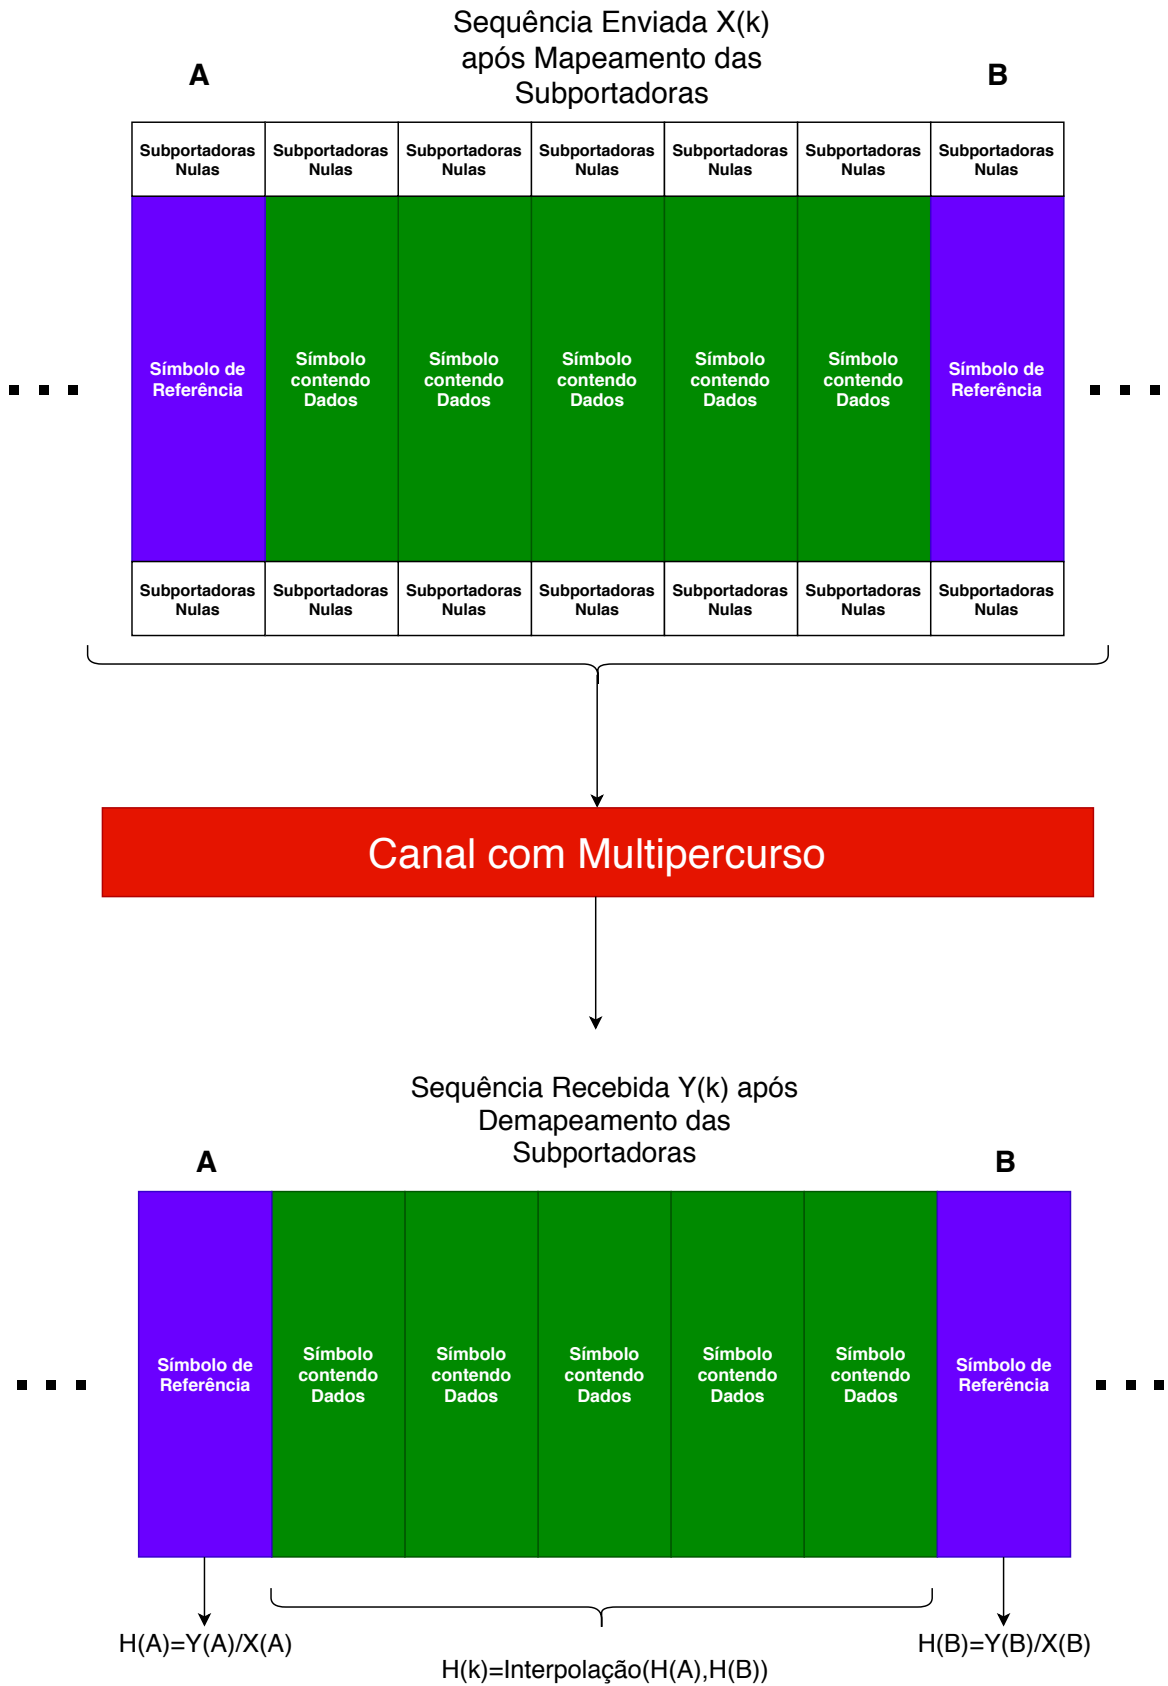 Sequência Enviada X(k)
após Mapeamento das
Subportadoras
A
B
Subportadoras
Nulas
Subportadoras
Nulas
Subportadoras
Nulas
Subportadoras
Nulas
Subportadoras
Nulas
Subportadoras
Nulas
Subportadoras
Nulas
Símbolo de
Referência
Símbolo
contendo
Dados
Símbolo
contendo
Dados
Símbolo
contendo
Dados
Símbolo
contendo
Dados
Símbolo
contendo
Dados
Símbolo de
Referência
Subportadoras
Nulas
Subportadoras
Nulas
Subportadoras
Nulas
Subportadoras
Nulas
Subportadoras
Nulas
Subportadoras
Nulas
Subportadoras
Nulas
Canal com Multipercurso
Sequência Recebida Y(k) após
Demapeamento das
Subportadoras
A
B
Símbolo de
Referência
Símbolo
contendo
Dados
Símbolo
contendo
Dados
Símbolo
contendo
Dados
Símbolo
contendo
Dados
Símbolo
contendo
Dados
Símbolo de
Referência
H(A)=Y(A)/X(A)
H(k)=Interpolação(H(A),H(B))
H(B)=Y(B)/X(B)